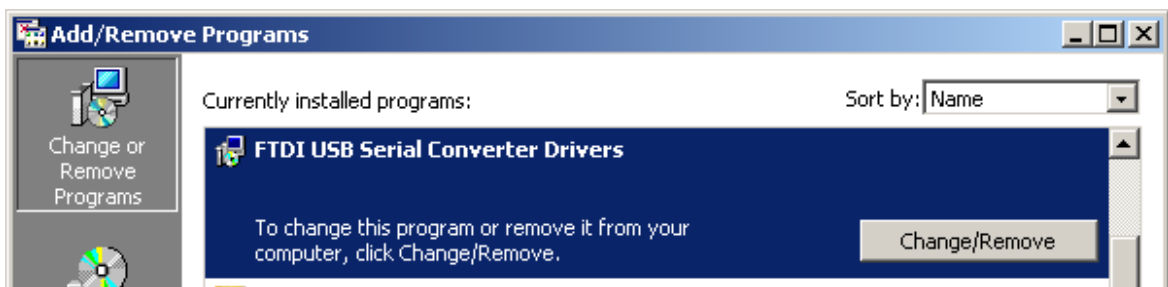 Add/Remove Programs
Change or
Remove
Programs
Currently installed programs:
Sort by: Name
FTDI USB Serial Converter Drivers
To change this program or remove it from your
computer, click Change/Remove.
Change/Remove